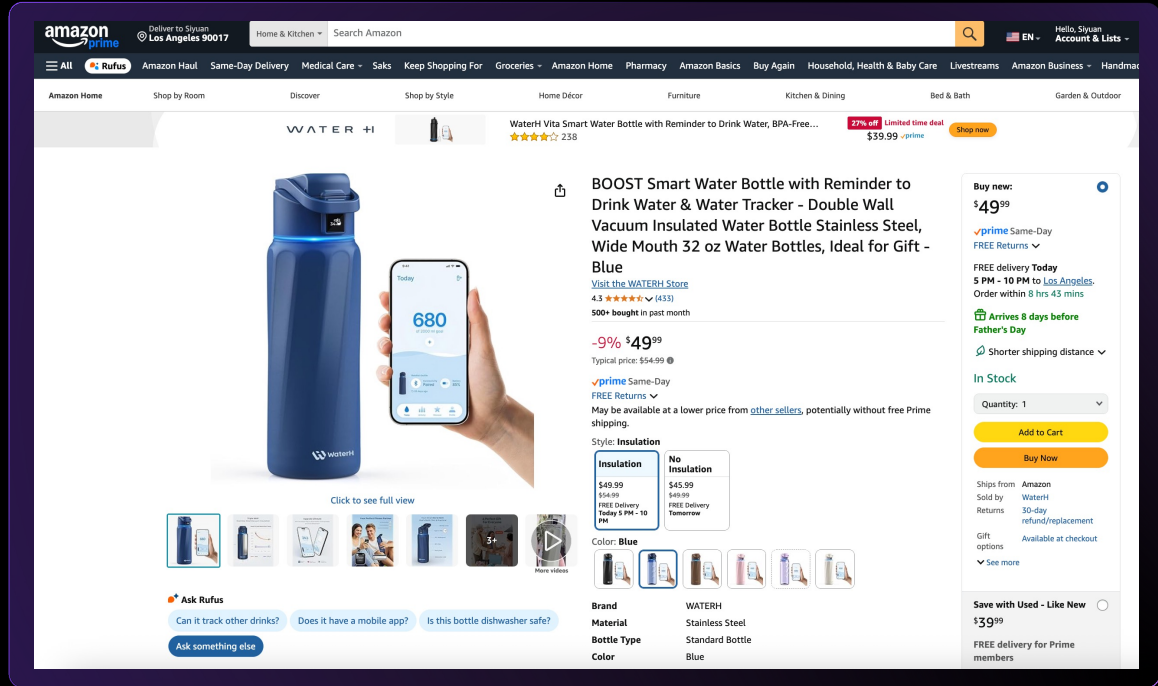 amazon
prime
Deliver to Siyuan
Los Angeles 90017
Home & Kitchen
Search Amazon
EN
Hello, Siyuan
Account & Lists
All
Rufus
Amazon Haul
Same-Day Delivery
Medical Care
Saks
Keep Shopping For
Groceries
Amazon Home
Pharmacy
Amazon Basics
Buy Again
Household, Health & Baby Care
Livestreams
Amazon Business
Handmad
Amazon Home
Shop by Room
Discover
Shop by Style
Home Décor
Furniture
Kitchen & Dining
Bed & Bath
Garden & Outdoor
WATER H
WaterH Vita Smart Water Bottle with Reminder to Drink Water, BPA-Free...
238
27% off Limited time deal
$39.99 prime
Shop now
Today
680
WaterH
Click to see full view
3+
More videos
Ask Rufus
Can it track other drinks?
Does it have a mobile app?
Is this bottle dishwasher safe?
Ask something else
BOOST Smart Water Bottle with Reminder to
Drink Water & Water Tracker - Double Wall
Vacuum Insulated Water Bottle Stainless Steel,
Wide Mouth 32 oz Water Bottles, Ideal for Gift -
Blue
Visit the WATERH Store
4.3 (433)
500+ bought in past month
-9% $49 99
Typical price: $54.99
prime Same-Day
FREE Returns
May be available at a lower price from other sellers, potentially without free Prime
shipping.
Style: Insulation
Insulation
$49.99
$54.99
FREE Delivery
Today 5 PM - 10
PM
No
Insulation
$45.99
$49.99
FREE Delivery
Tomorrow
Color: Blue
Brand WATERH
Material Stainless Steel
Bottle Type Standard Bottle
Color Blue
Buy new:
$49 99
prime Same-Day
FREE Returns
FREE delivery Today
5 PM - 10 PM to Los Angeles.
Order within 8 hrs 43 mins
Arrives 8 days before
Father's Day
Shorter shipping distance
In Stock
Quantity: 1
Add to Cart
Buy Now
Ships from Amazon
Sold by WaterH
Returns 30-day
refund/replacement
Gift
options
Available at checkout
See more
Save with Used - Like New
$39 99
FREE delivery for Prime
members